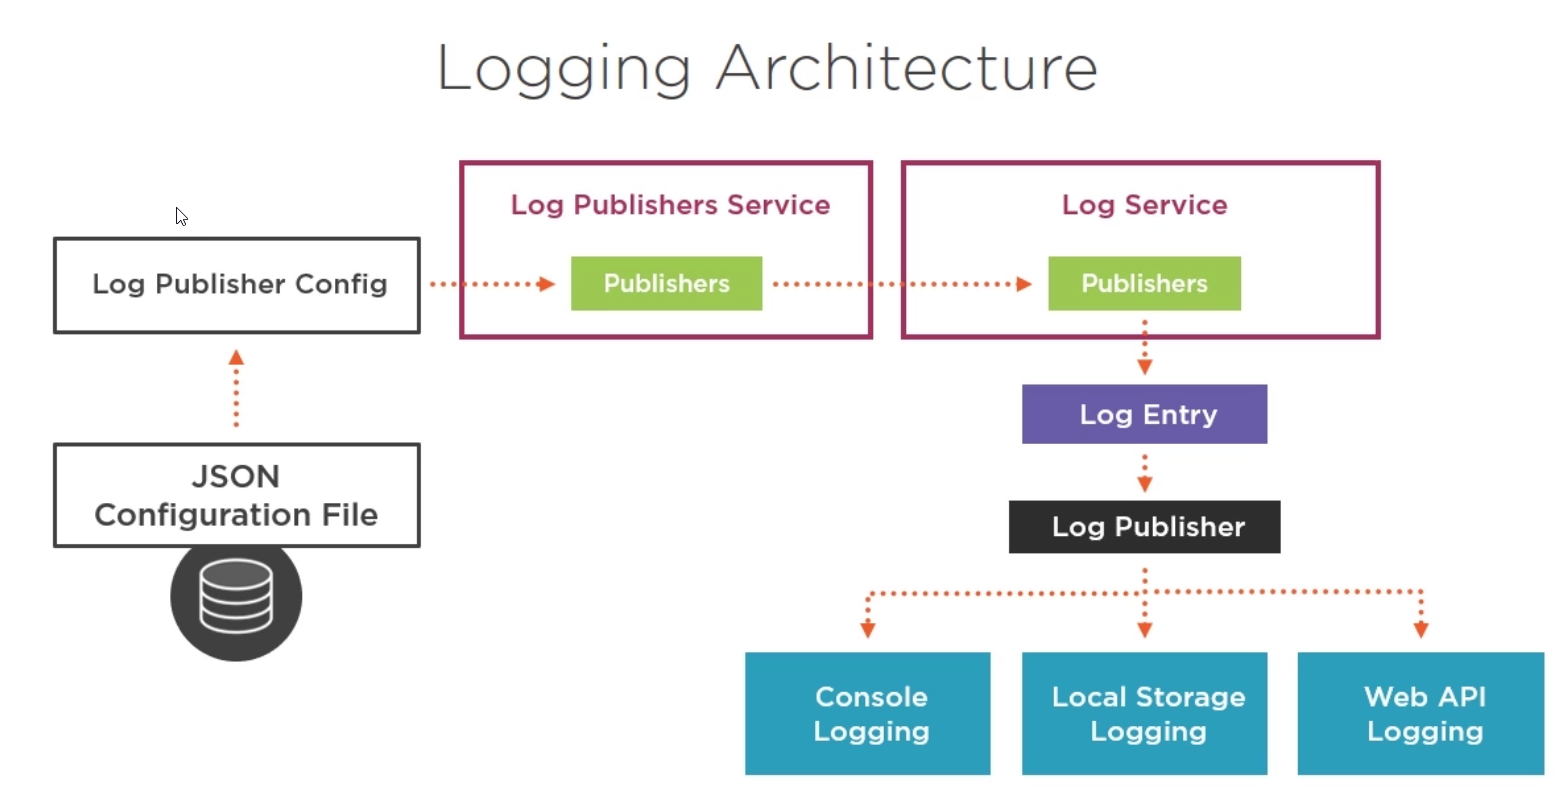 Logging Architecture
Log Publishers Service
Log Service
Log Publisher Config
Publishers
Publishers
Log Entry
JSON
Configuration File
Log Publisher
Console
Logging
Local Storage
Logging
Web API
Logging